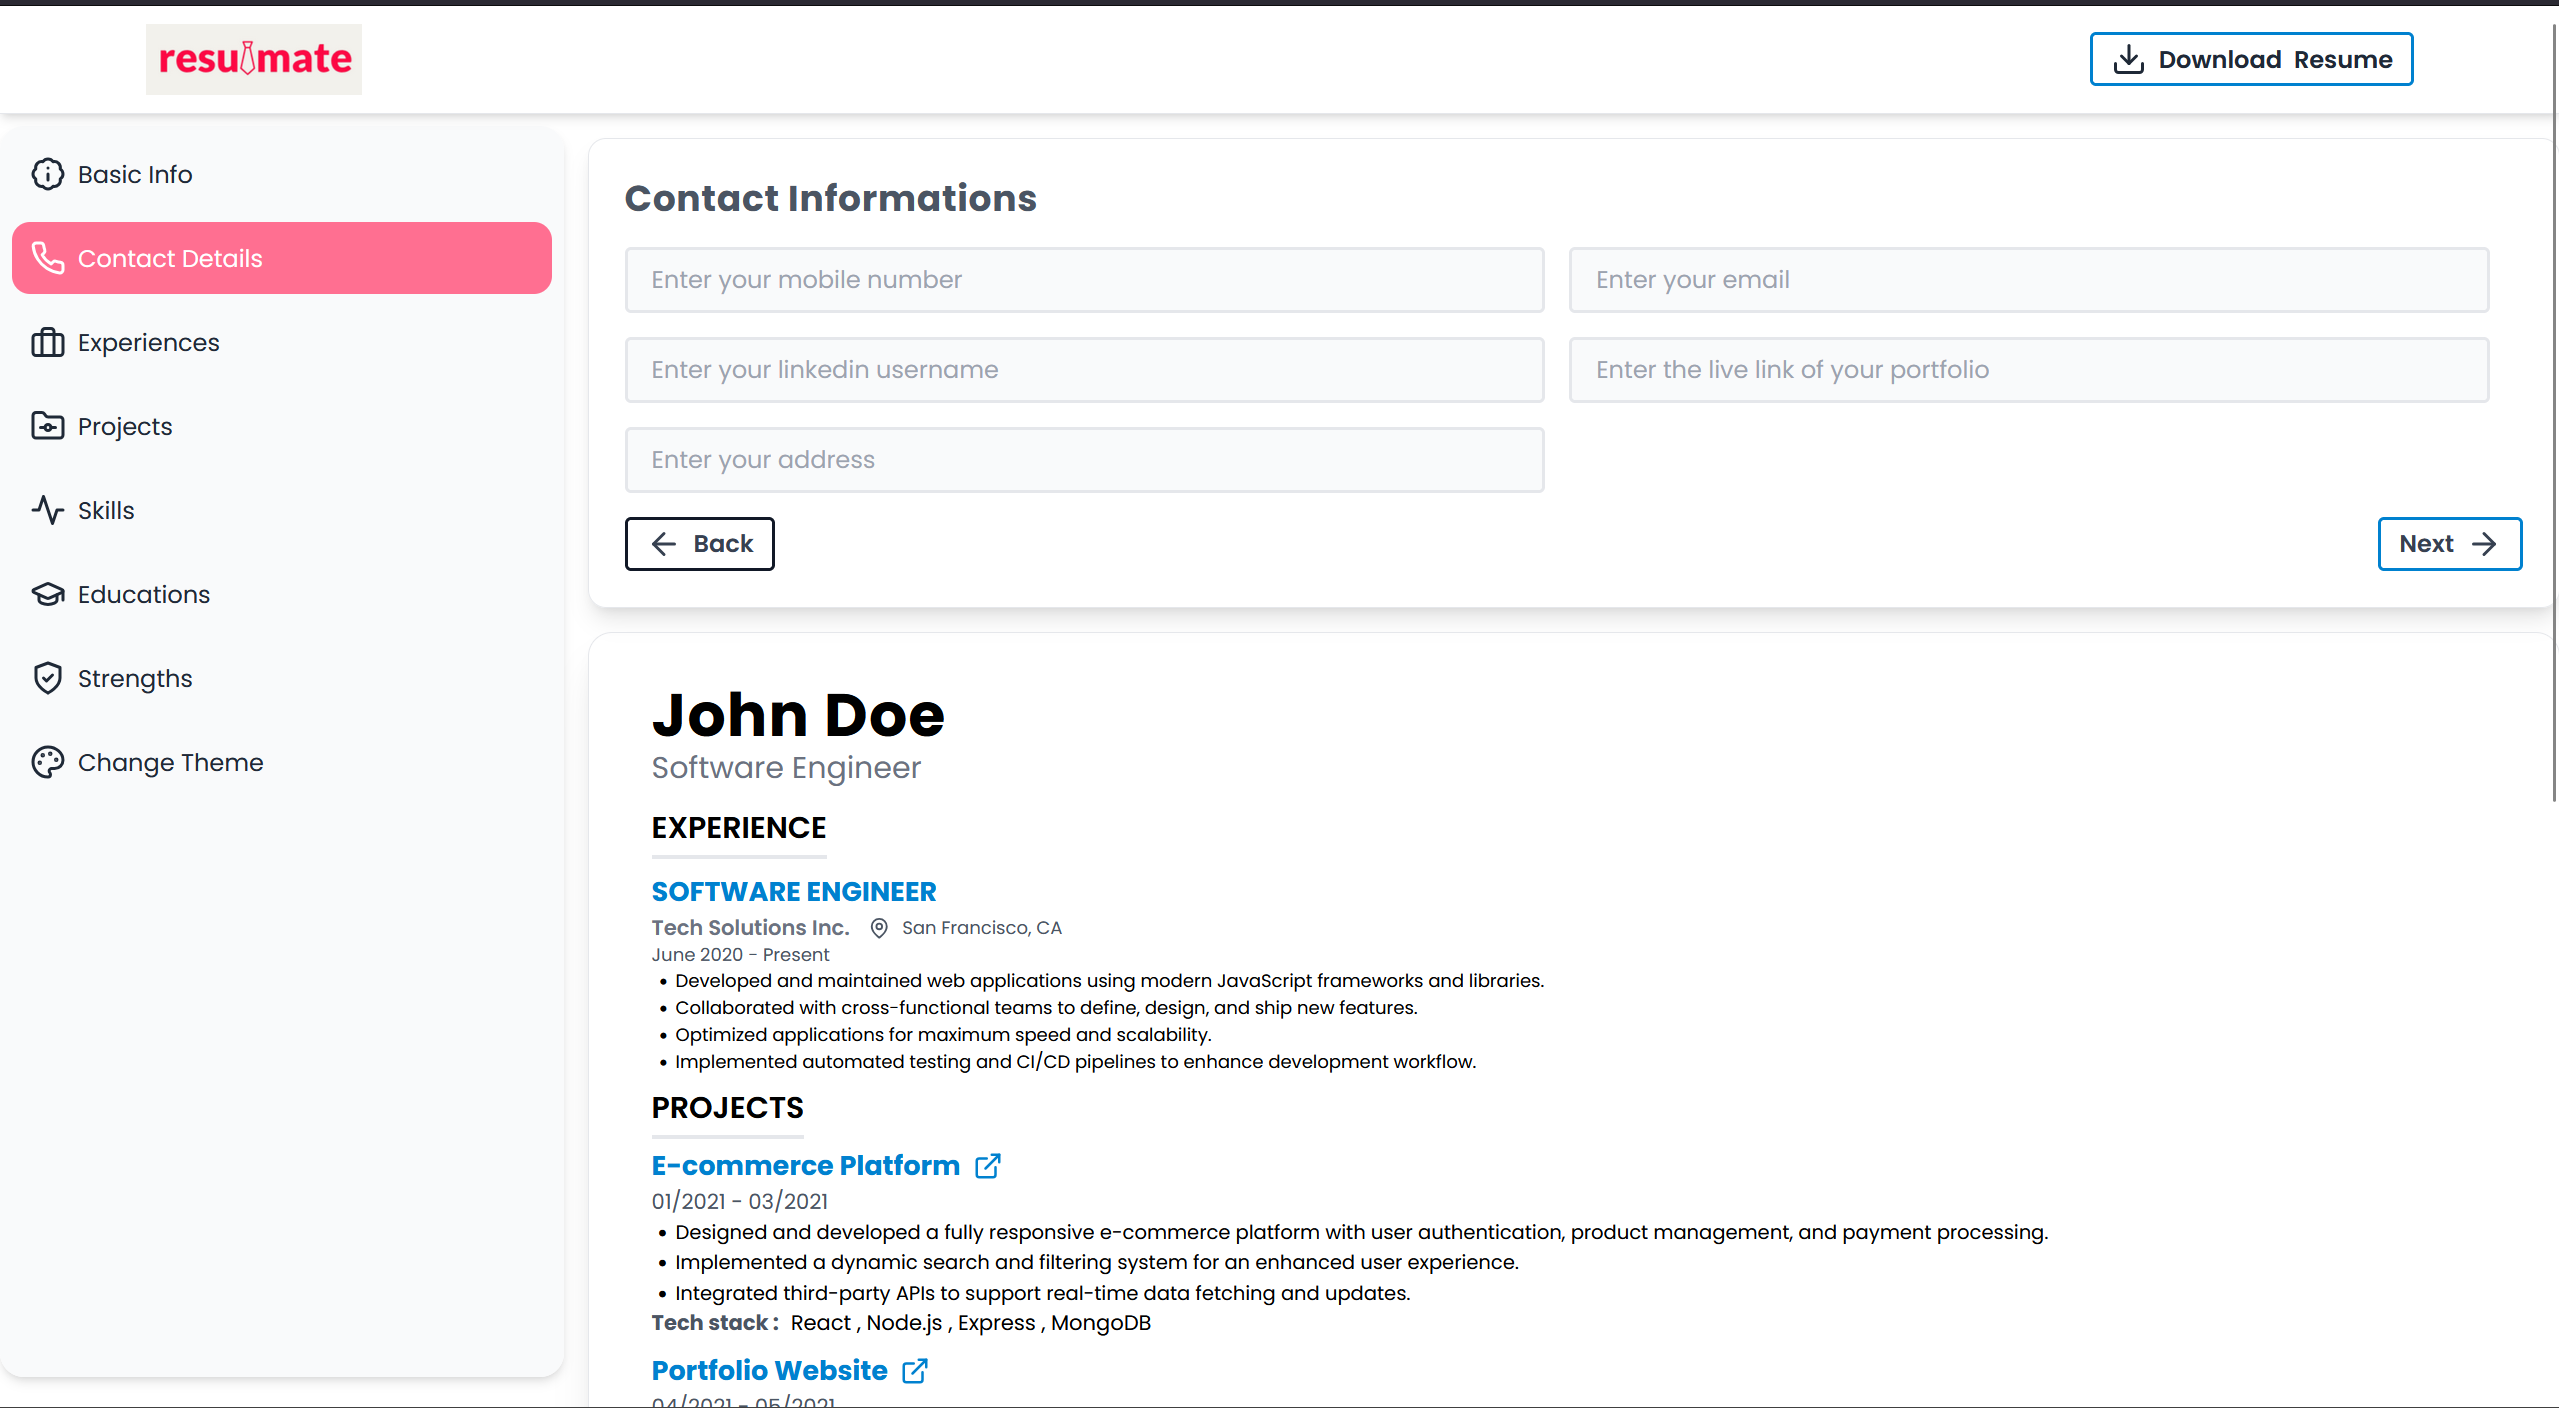 resumate
Download Resume
Basic Info
Contact Details
Experiences
Projects
Skills
Educations
Strengths
Change Theme
Contact Informations
Enter your mobile number
Enter your email
Enter your linkedin username
Enter the live link of your portfolio
Enter your address
Back
Next
John Doe
Software Engineer
EXPERIENCE
SOFTWARE ENGINEER
Tech Solutions Inc. San Francisco, CA
June 2020 - Present
• Developed and maintained web applications using modern JavaScript frameworks and libraries.
• Collaborated with cross-functional teams to define, design, and ship new features.
• Optimized applications for maximum speed and scalability.
• Implemented automated testing and CI/CD pipelines to enhance development workflow.
PROJECTS
E-commerce Platform
01/2021 - 03/2021
• Designed and developed a fully responsive e-commerce platform with user authentication, product management, and payment processing.
• Implemented a dynamic search and filtering system for an enhanced user experience.
• Integrated third-party APIs to support real-time data fetching and updates.
Tech stack : React , Node.js , Express , MongoDB
Portfolio Website
04/2021 - 05/2021